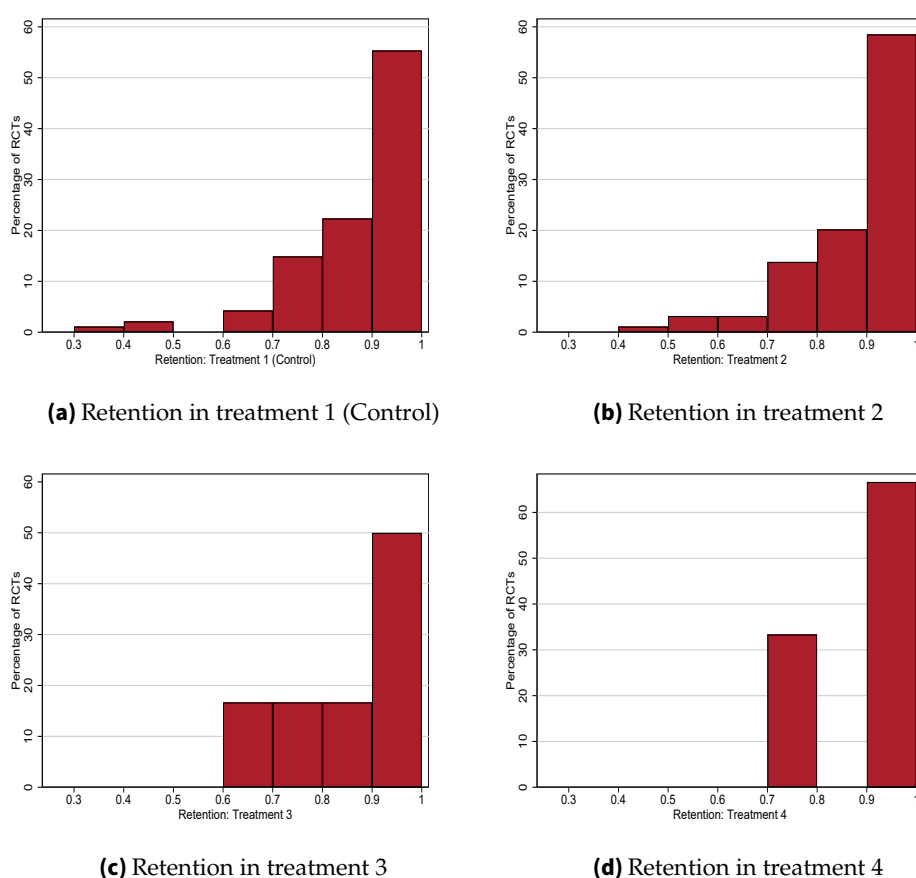 Percentage of RCTs
60
50
40
30
20
10
0
0.3 0.4 0.5 0.6 0.7 0.8 0.9 1
Retention: Treatment 1 (Control)
(a) Retention in treatment 1 (Control)
Percentage of RCTs
60
50
40
30
20
10
0
0.3 0.4 0.5 0.6 0.7 0.8 0.9 1
Retention: Treatment 2
(b) Retention in treatment 2
Percentage of RCTs
60
50
40
30
20
10
0
0.3 0.4 0.5 0.6 0.7 0.8 0.9 1
Retention: Treatment 3
(c) Retention in treatment 3
Percentage of RCTs
60
50
40
30
20
10
0
0.3 0.4 0.5 0.6 0.7 0.8 0.9 1
Retention: Treatment 4
(d) Retention in treatment 4